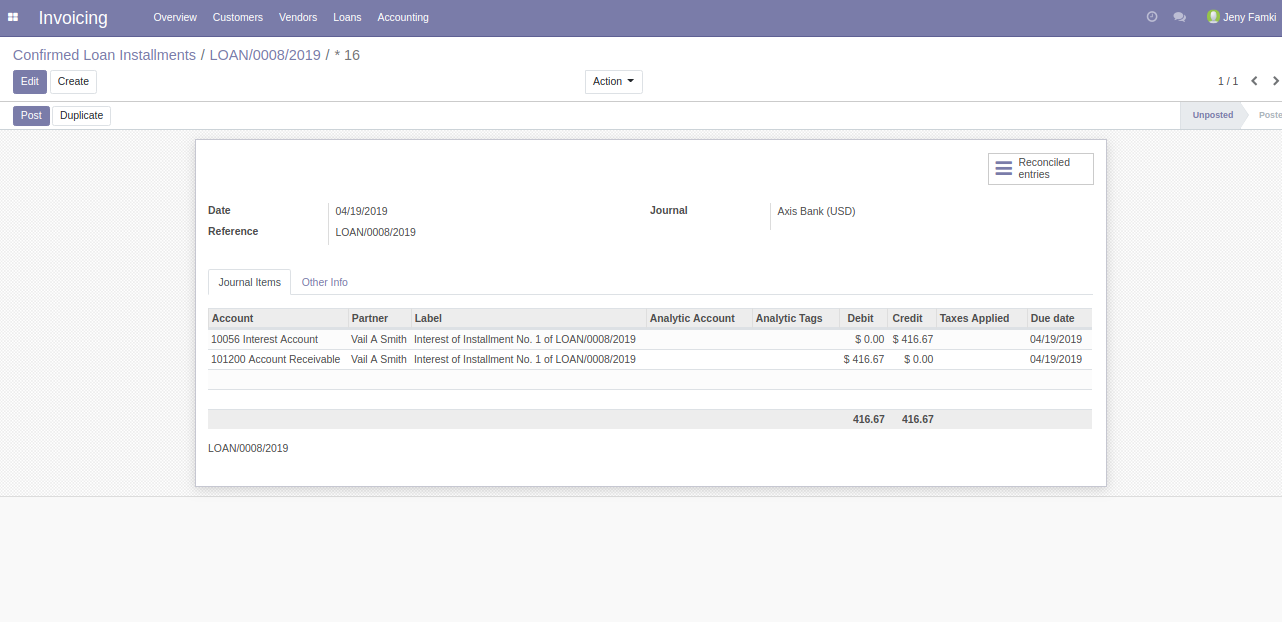 Invoicing Overview Customers Vendors Loans Accounting Jeny Famki
Confirmed Loan Installments / LOAN/0008/2019 / * 16
Edit Create Action 1 / 1
Post Duplicate Unposted Poste
Reconciled
entries
Date 04/19/2019 Journal Axis Bank (USD)
Reference LOAN/0008/2019
Journal Items Other Info
Account Partner Label Analytic Account Analytic Tags Debit Credit Taxes Applied Due date
10056 Interest Account Vail A Smith Interest of Installment No. 1 of LOAN/0008/2019 $ 0.00 $ 416.67 04/19/2019
101200 Account Receivable Vail A Smith Interest of Installment No. 1 of LOAN/0008/2019 $ 416.67 $ 0.00 04/19/2019
416.67 416.67
LOAN/0008/2019